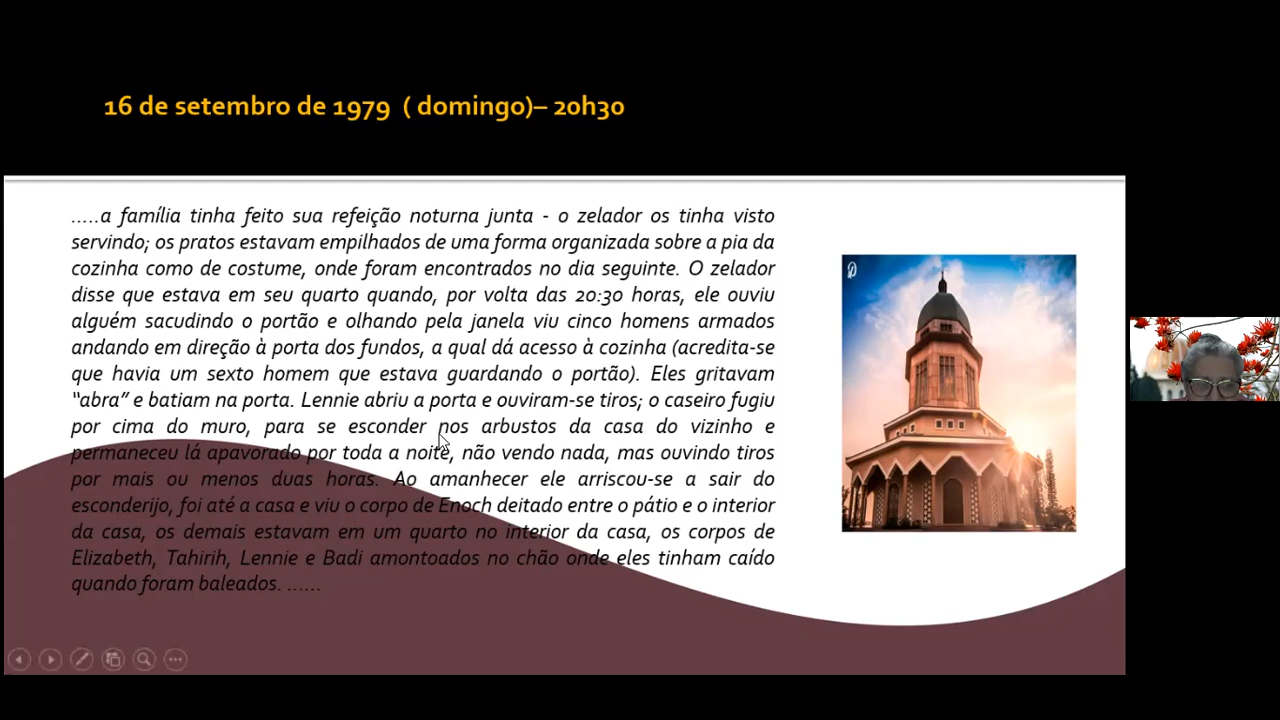 16 de setembro de 1979 ( domingo)– 20h30
.....a família tinha feito sua refeição noturna junta - o zelador os tinha visto
servindo; os pratos estavam empilhados de uma forma organizada sobre a pia da
cozinha como de costume, onde foram encontrados no dia seguinte. O zelador
disse que estava em seu quarto quando, por volta das 20:30 horas, ele ouviu
alguém sacudindo o portão e olhando pela janela viu cinco homens armados
andando em direção à porta dos fundos, a qual dá acesso à cozinha (acredita-se
que havia um sexto homem que estava guardando o portão). Eles gritavam
“abra” e batiam na porta. Lennie abriu a porta e ouviram-se tiros; o caseiro fugiu
por cima do muro, para se esconder nos arbustos da casa do vizinho e
permaneceu lá apavorado por toda a noite, não vendo nada, mas ouvindo tiros
por mais ou menos duas horas. Ao amanhecer ele arriscou-se a sair do
esconderijo, foi até a casa e viu o corpo de Enoch deitado entre o pátio e o interior
da casa, os demais estavam em um quarto no interior da casa, os corpos de
Elizabeth, Tahirih, Lennie e Badi amontoados no chão onde eles tinham caído
quando foram baleados. ......